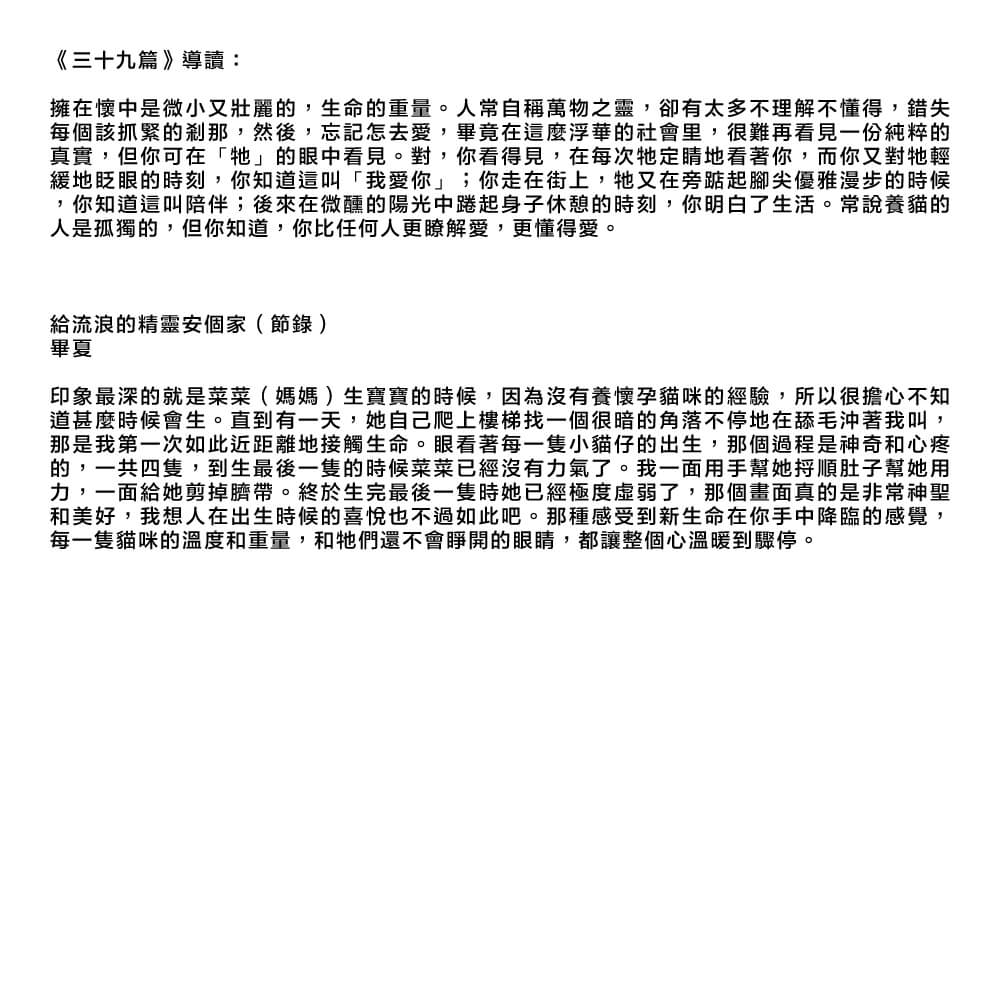 《三十九篇》導讀：
擁在懷中是微小又壯麗的，生命的重量。人常自稱萬物之靈，卻有太多不理解不懂得，錯失
每個該抓緊的剎那，然後，忘記怎去愛，畢竟在這麼浮華的社會里，很難再看見一份純粹的
真實，但你可在「牠」的眼中看見。對，你看得見，在每次牠定睛地看著你，而你又對牠輕
緩地眨眼的時刻，你知道這叫「我愛你」；你走在街上，牠又在旁踮起腳尖優雅漫步的時候
，你知道這叫陪伴；後來在微醺的陽光中踡起身子休憩的時刻，你明白了生活。常說養貓的
人是孤獨的，但你知道，你比任何人更瞭解愛，更懂得愛。
給流浪的精靈安個家（節錄）
畢夏
印象最深的就是菜菜（媽媽）生寶寶的時候，因為沒有養懷孕貓咪的經驗，所以很擔心不知
道甚麼時候會生。直到有一天，她自己爬上樓梯找一個很暗的角落不停地在舔毛沖著我叫，
那是我第一次如此近距離地接觸生命。眼看著每一隻小貓仔的出生，那個過程是神奇和心疼
的，一共四隻，到生最後一隻的時候菜菜已經沒有力氣了。我一面用手幫她捋順肚子幫她用
力，一面給她剪掉臍帶。終於生完最後一隻時她已經極度虛弱了，那個畫面真的是非常神聖
和美好，我想人在出生時候的喜悅也不過如此吧。那種感受到新生命在你手中降臨的感覺，
每一隻貓咪的溫度和重量，和牠們還不會睜開的眼睛，都讓整個心溫暖到驟停。